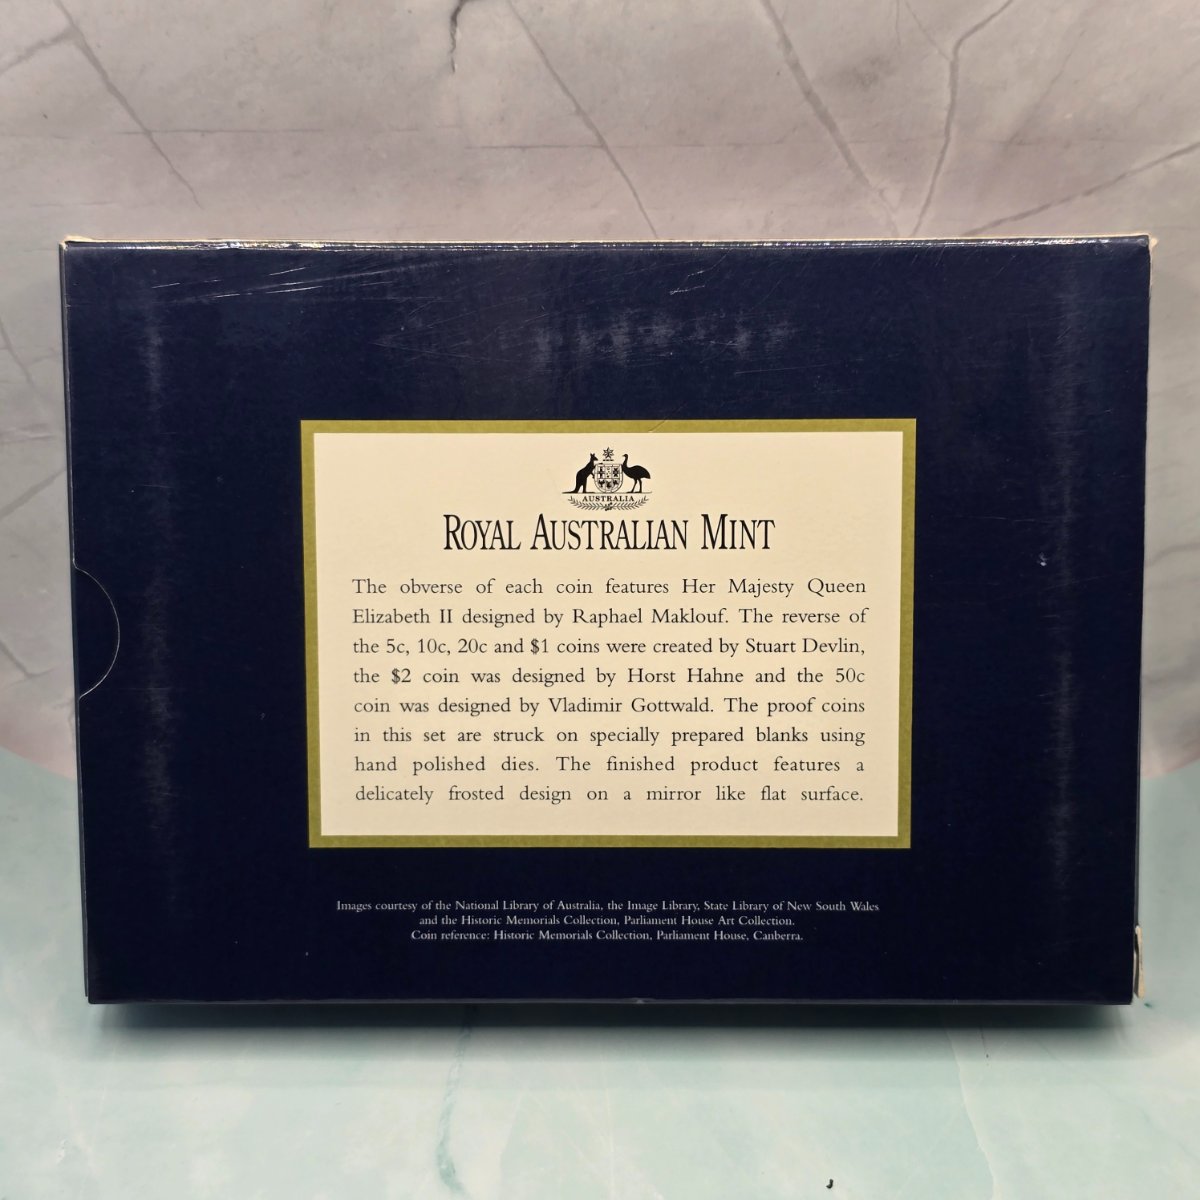 AUSTRALIA
ROYAL AUSTRALIAN MINT
The obverse of each coin features Her Majesty Queen
Elizabeth II designed by Raphael Maklouf. The reverse of
the 5c, 10c, 20c and $1 coins were created by Stuart Devlin,
the $2 coin was designed by Horst Hahne and the 50c
coin was designed by Vladimir Gottwald. The proof coins
in this set are struck on specially prepared blanks using
hand polished dies. The finished product features a
delicately frosted design on a mirror like flat surface.
Images courtesy of the National Library of Australia, the Image Library, State Library of New South Wales
and the Historic Memorials Collection, Parliament House Art Collection.
Coin reference: Historic Memorials Collection, Parliament House, Canberra.